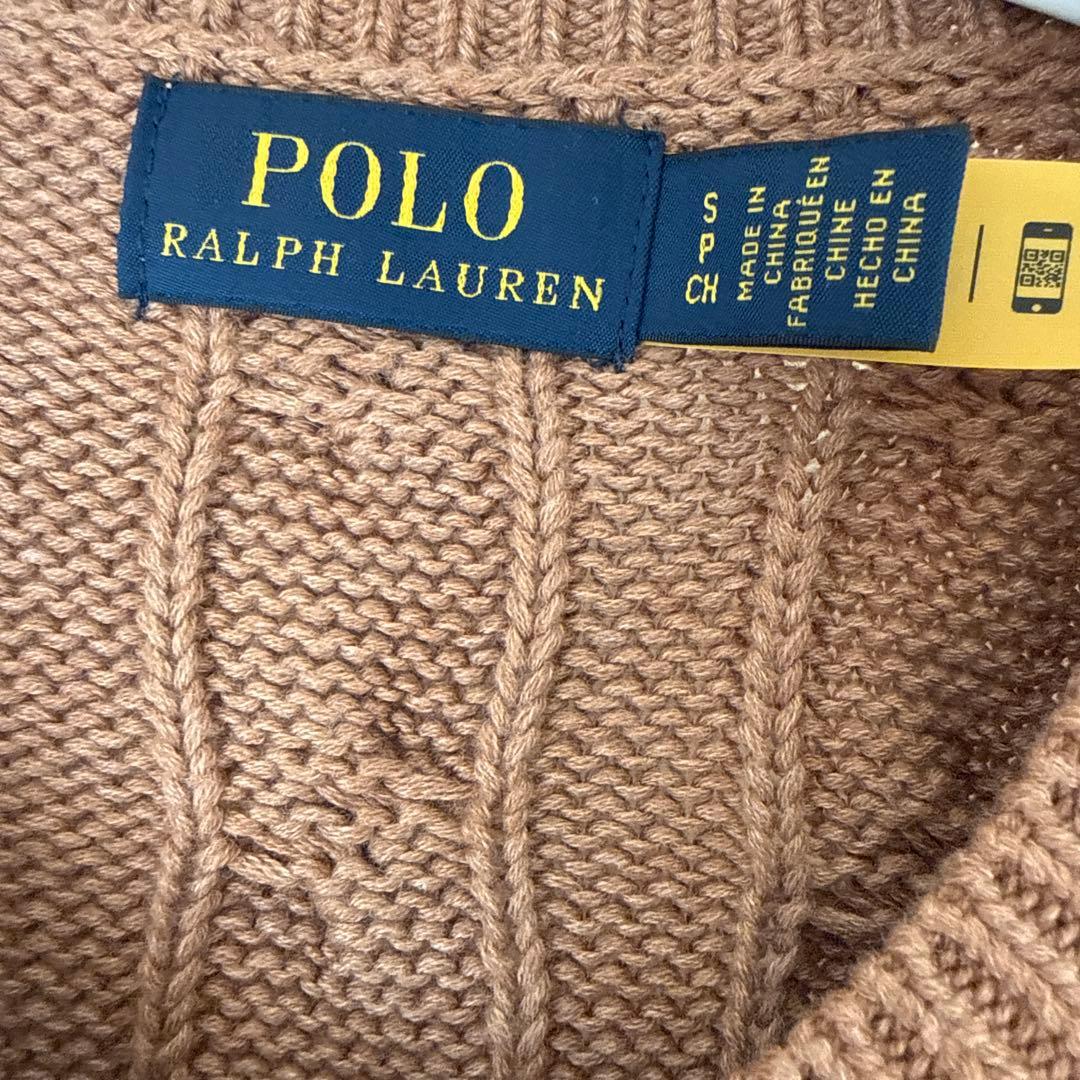 POLO
RALPH LAUREN
S
P
CH
MADE IN
CHINA
FABRIQUÉ EN
CHINE
HECHO EN
CHINA